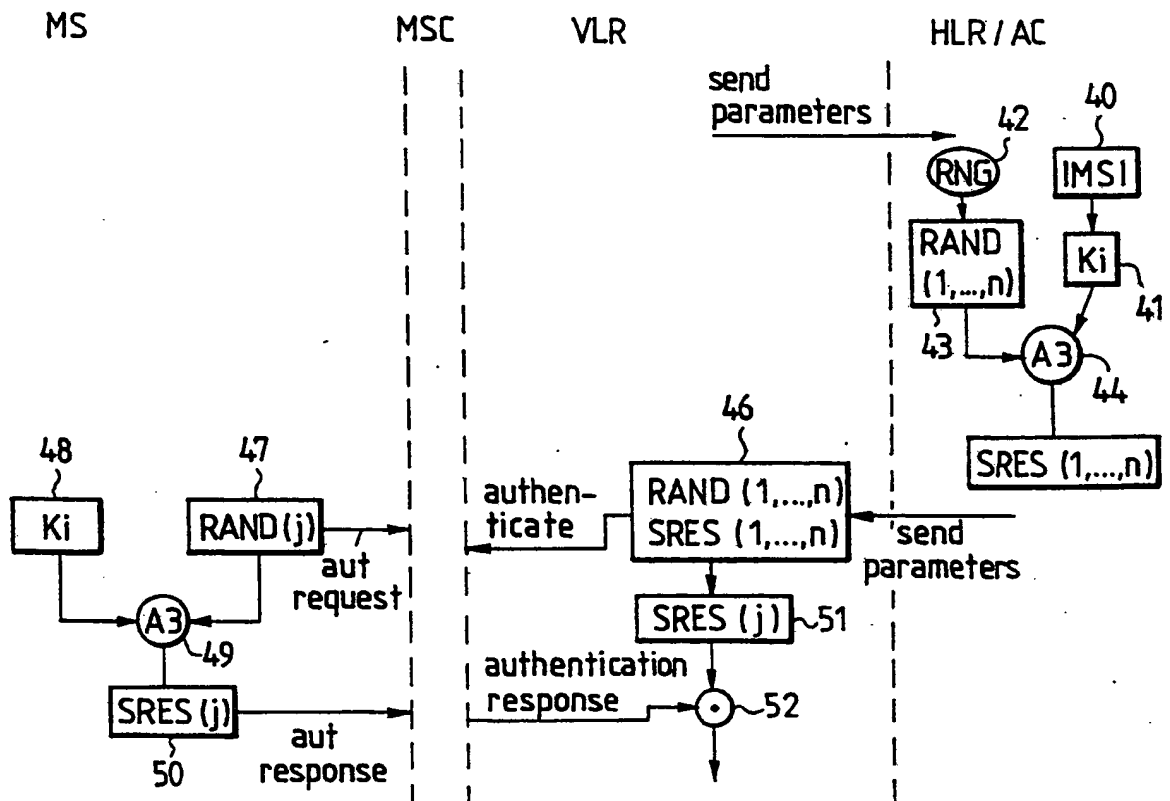 MS
MSC
VLR
HLR / AC
send
parameters
42
40
RNG
IMSI
RAND
(1,...,n)
Ki
43
41
A3
44
46
SRES (1,...,n)
48
47
Ki
RAND(j)
aut
request
authen-
ticate
RAND (1,...,n)
SRES (1,...,n)
send
parameters
A3
49
SRES (j)
51
SRES (j)
50
aut
response
authentication
response
52